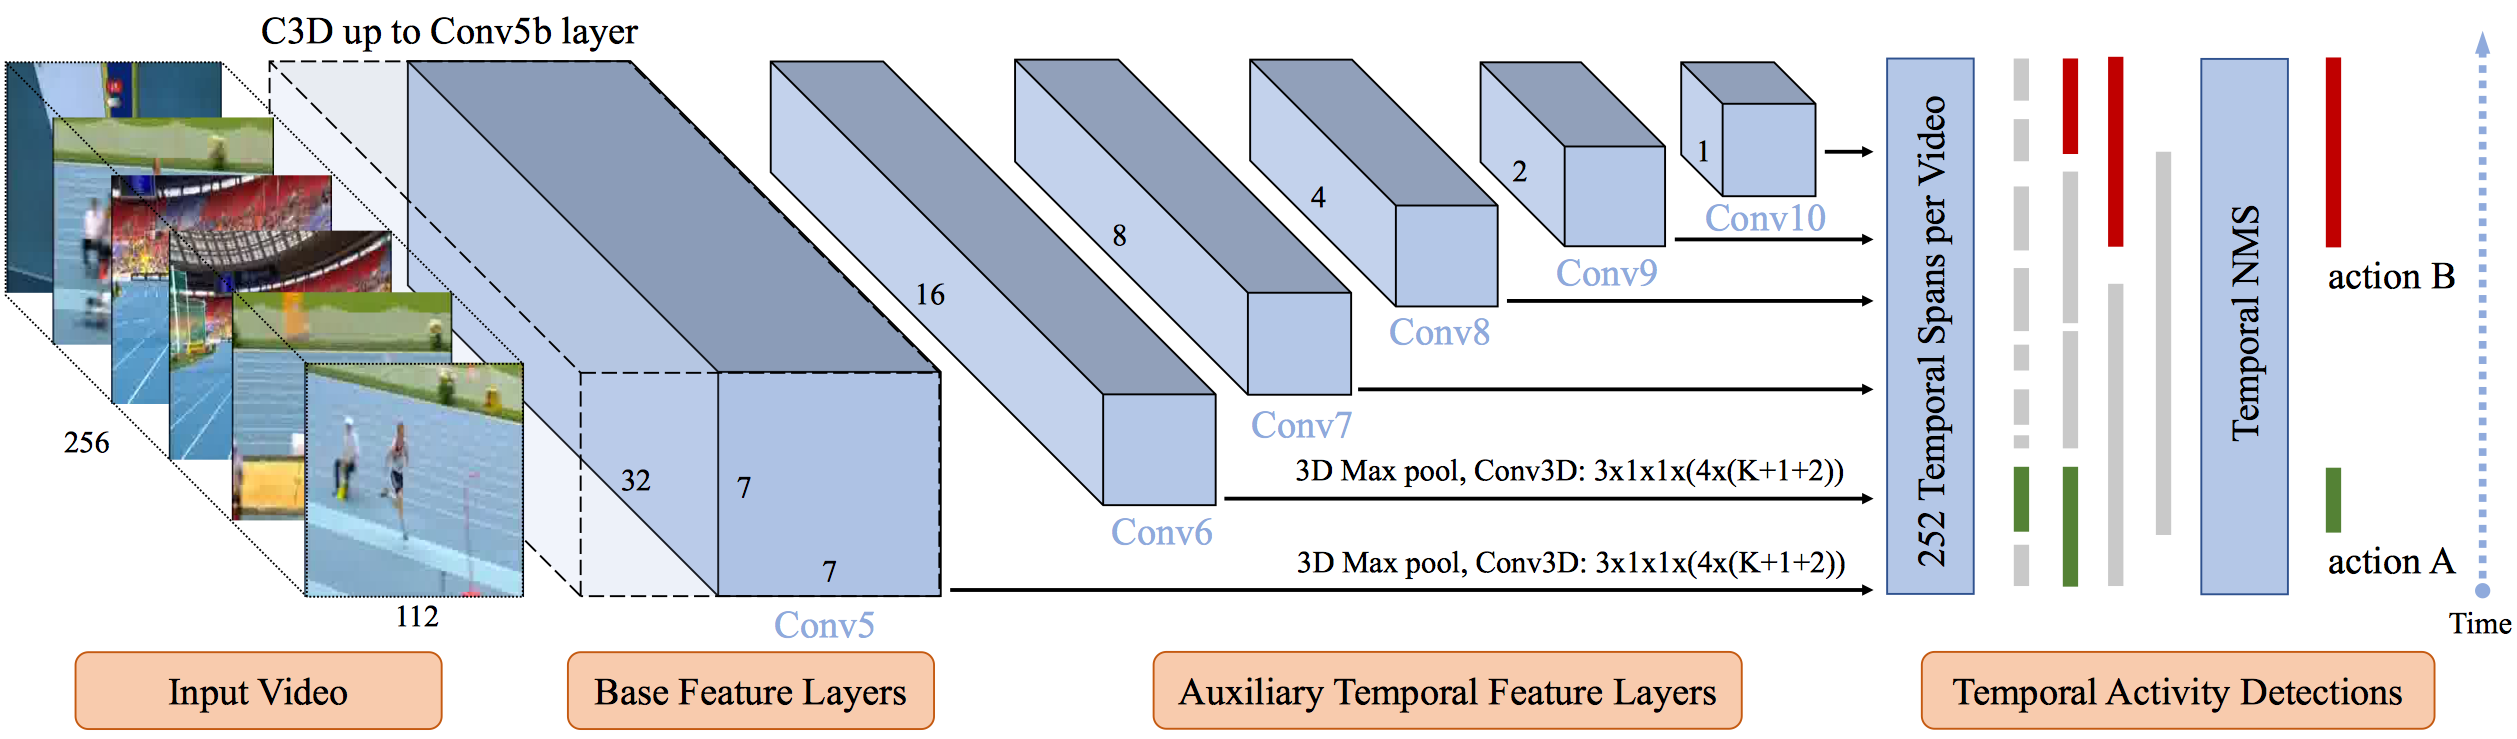 C3D up to Conv5b layer
256
112
32
7
7
Conv5
16
Conv6
8
Conv7
4
Conv8
2
Conv9
1
Conv10
3D Max pool, Conv3D: 3x1x1x(4x(K+1+2))
3D Max pool, Conv3D: 3x1x1x(4x(K+1+2))
252 Temporal Spans per Video
Temporal NMS
action B
action A
Time
Input Video
Base Feature Layers
Auxiliary Temporal Feature Layers
Temporal Activity Detections